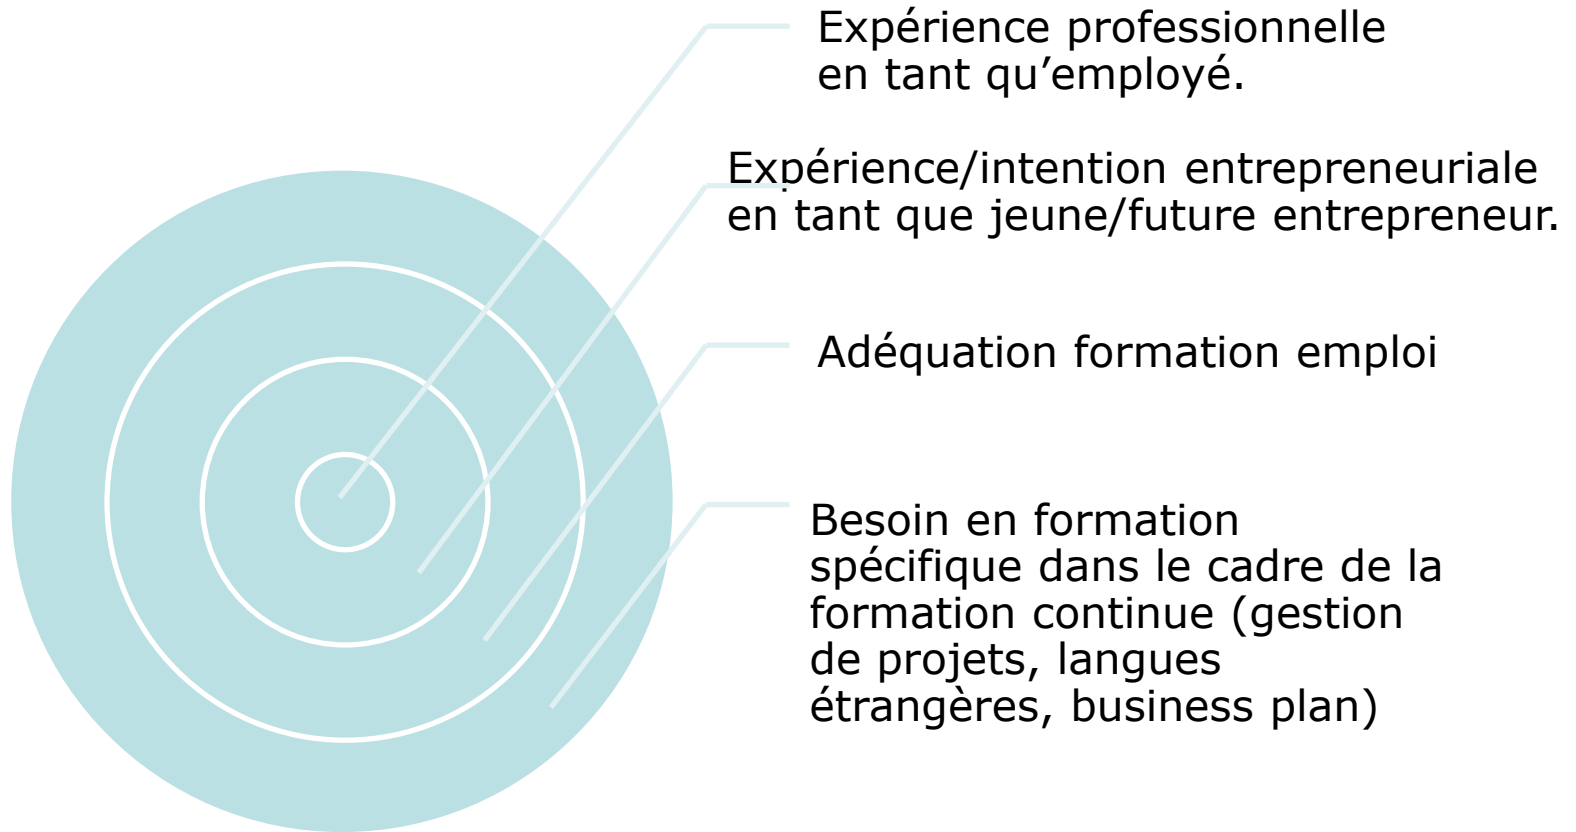 Expérience professionnelle
en tant qu’employé.
Expérience/intention entrepreneuriale
en tant que jeune/future entrepreneur.
Adéquation formation emploi
Besoin en formation
spécifique dans le cadre de la
formation continue (gestion
de projets, langues
étrangères, business plan)